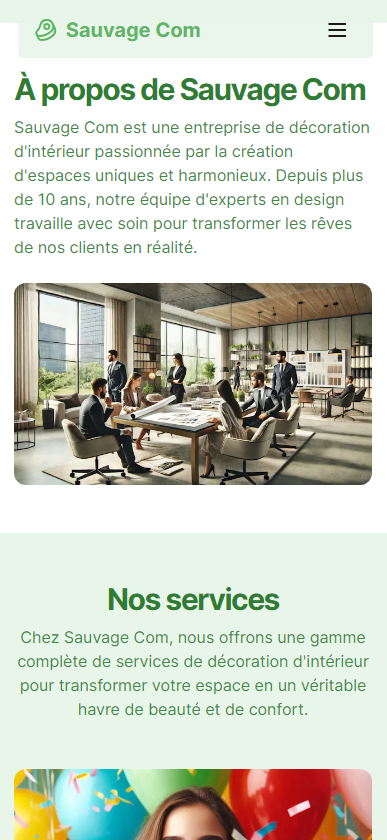 Sauvage Com
À propos de Sauvage Com
Sauvage Com est une entreprise de décoration
d'intérieur passionnée par la création
d'espaces uniques et harmonieux. Depuis plus
de 10 ans, notre équipe d'experts en design
travaille avec soin pour transformer les rêves
de nos clients en réalité.
Nos services
Chez Sauvage Com, nous offrons une gamme
complète de services de décoration d'intérieur
pour transformer votre espace en un véritable
havre de beauté et de confort.